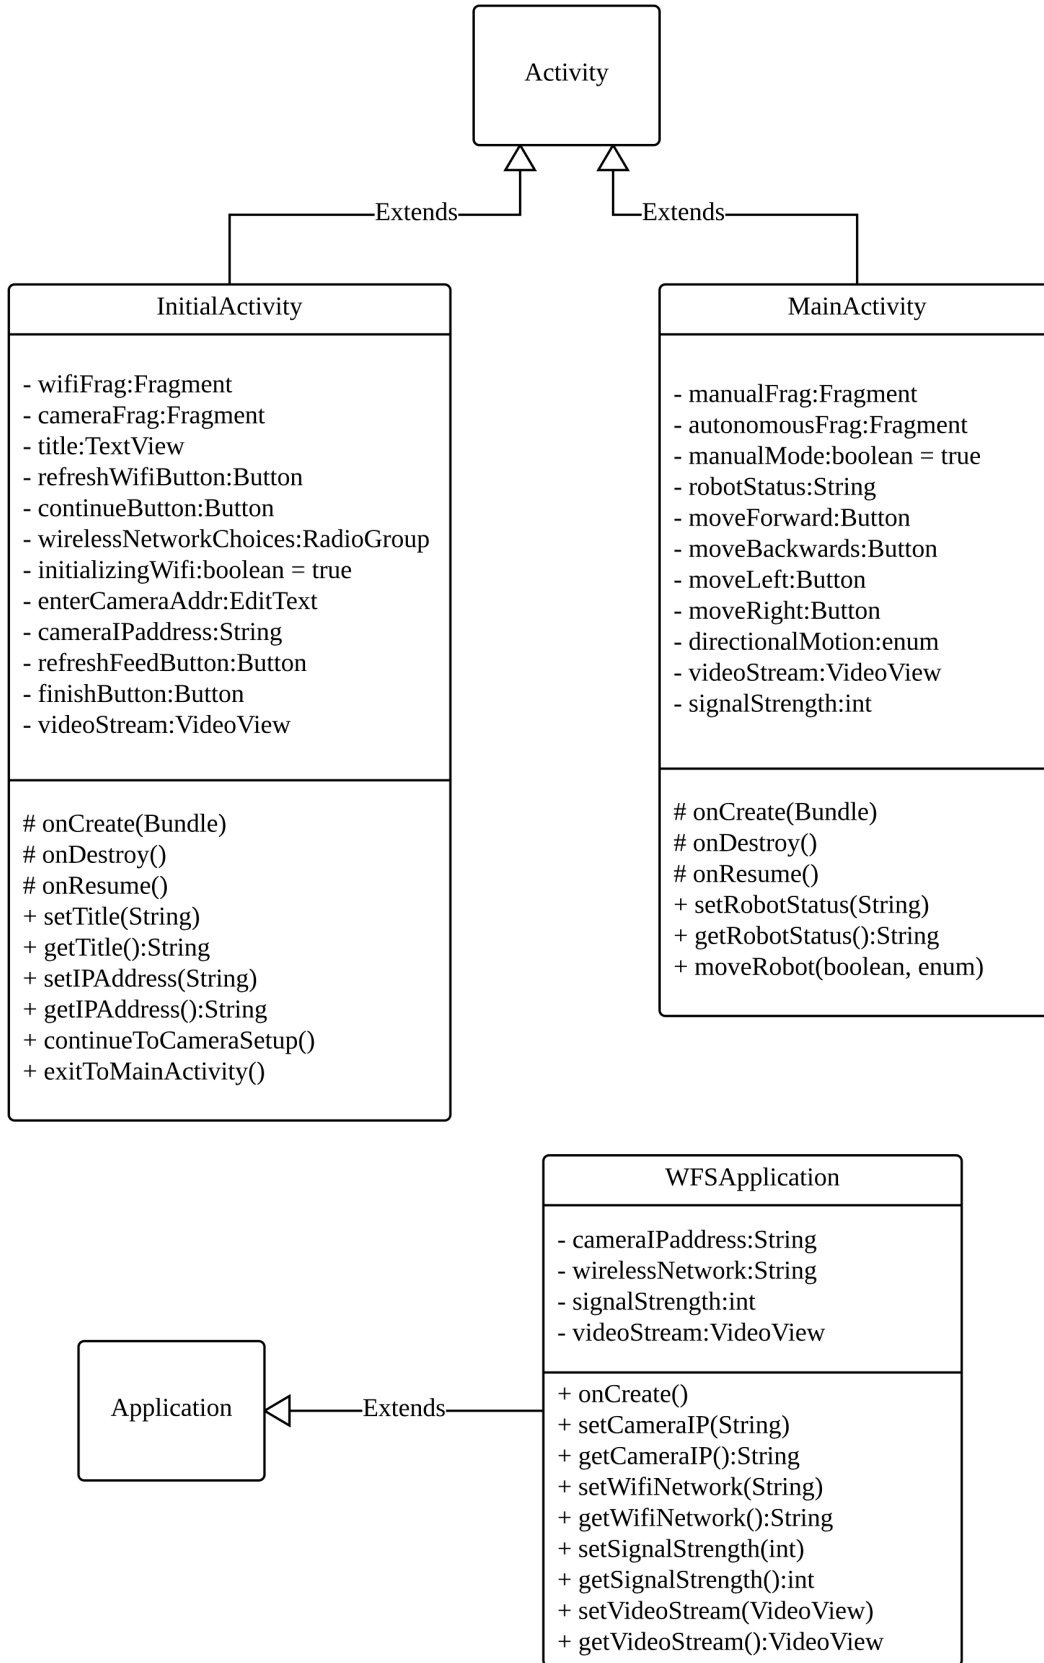 Activity
Extends
Extends
InitialActivity
- wifiFrag:Fragment
- cameraFrag:Fragment
- title:TextView
- refreshWifiButton:Button
- continueButton:Button
- wirelessNetworkChoices:RadioGroup
- initializingWifi:boolean = true
- enterCameraAddr:EditText
- cameraIPaddress:String
- refreshFeedButton:Button
- finishButton:Button
- videoStream:VideoView
# onCreate(Bundle)
# onDestroy()
# onResume()
+ setTitle(String)
+ getTitle():String
+ setIPAddress(String)
+ getIPAddress():String
+ continueToCameraSetup()
+ exitToMainActivity()
MainActivity
- manualFrag:Fragment
- autonomousFrag:Fragment
- manualMode:boolean = true
- robotStatus:String
- moveForward:Button
- moveBackwards:Button
- moveLeft:Button
- moveRight:Button
- directionalMotion:enum
- videoStream:VideoView
- signalStrength:int
# onCreate(Bundle)
# onDestroy()
# onResume()
+ setRobotStatus(String)
+ getRobotStatus():String
+ moveRobot(boolean, enum)
Application
Extends
WFSApplication
- cameraIPaddress:String
- wirelessNetwork:String
- signalStrength:int
- videoStream:VideoView
+ onCreate()
+ setCameraIP(String)
+ getCameraIP():String
+ setWifiNetwork(String)
+ getWifiNetwork():String
+ setSignalStrength(int)
+ getSignalStrength():int
+ setVideoStream(VideoView)
+ getVideoStream():VideoView